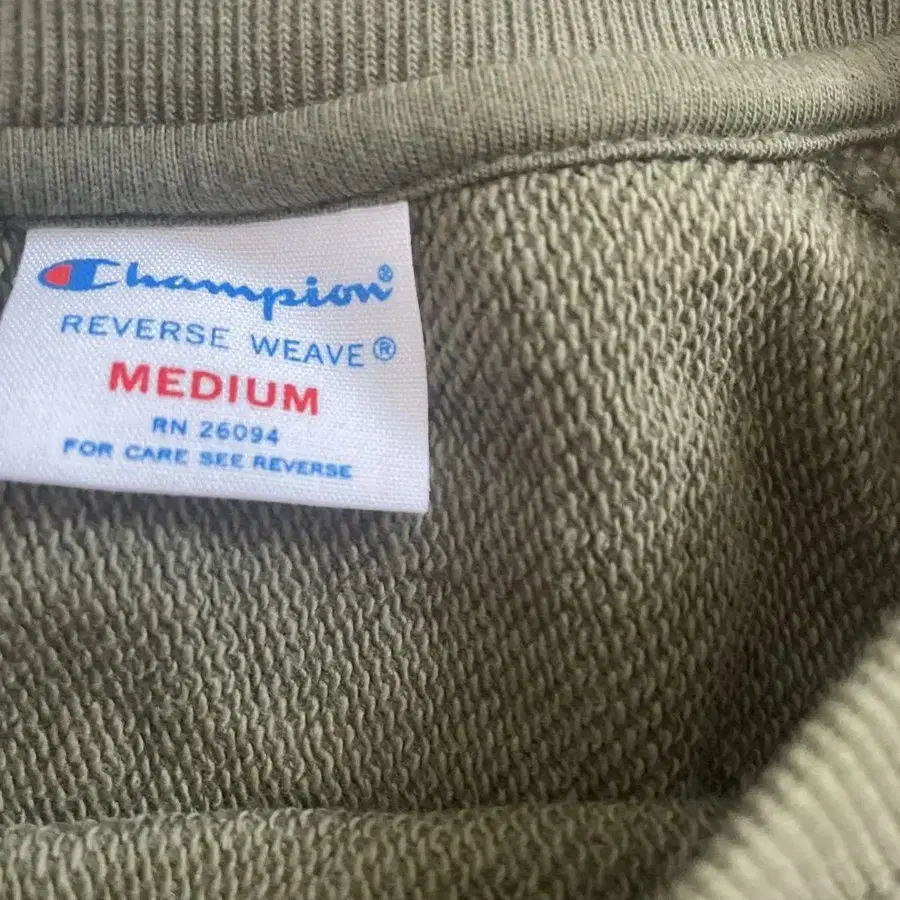 Champion®
REVERSE WEAVE®
MEDIUM
RN 26094
FOR CARE SEE REVERSE